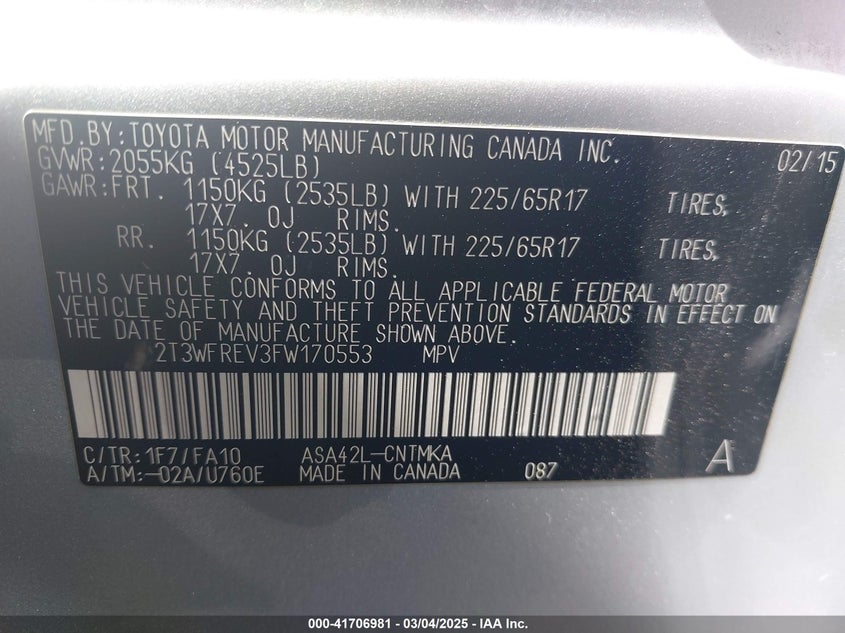 MFD.BY:TOYOTA MOTOR MANUFACTURING CANADA INC. 02/15
GVWR:2055KG (4525LB)
GAWR:FRT. 1150KG (2535LB) WITH 225/65R17 TIRES,
17X7.0J RIMS.
RR. 1150KG (2535LB) WITH 225/65R17 TIRES,
17X7.0J RIMS.
THIS VEHICLE CONFORMS TO ALL APPLICABLE FEDERAL MOTOR
VEHICLE SAFETY AND THEFT PREVENTION STANDARDS IN EFFECT ON
THE DATE OF MANUFACTURE SHOWN ABOVE.
2T3WFREV3FW170553 MPV
C/TR:1F7/FA10 ASA42L-CNTMKA
A/TM:-02A/U760E MADE IN CANADA 087 A
000-41706981 - 03/04/2025 - IAA Inc.